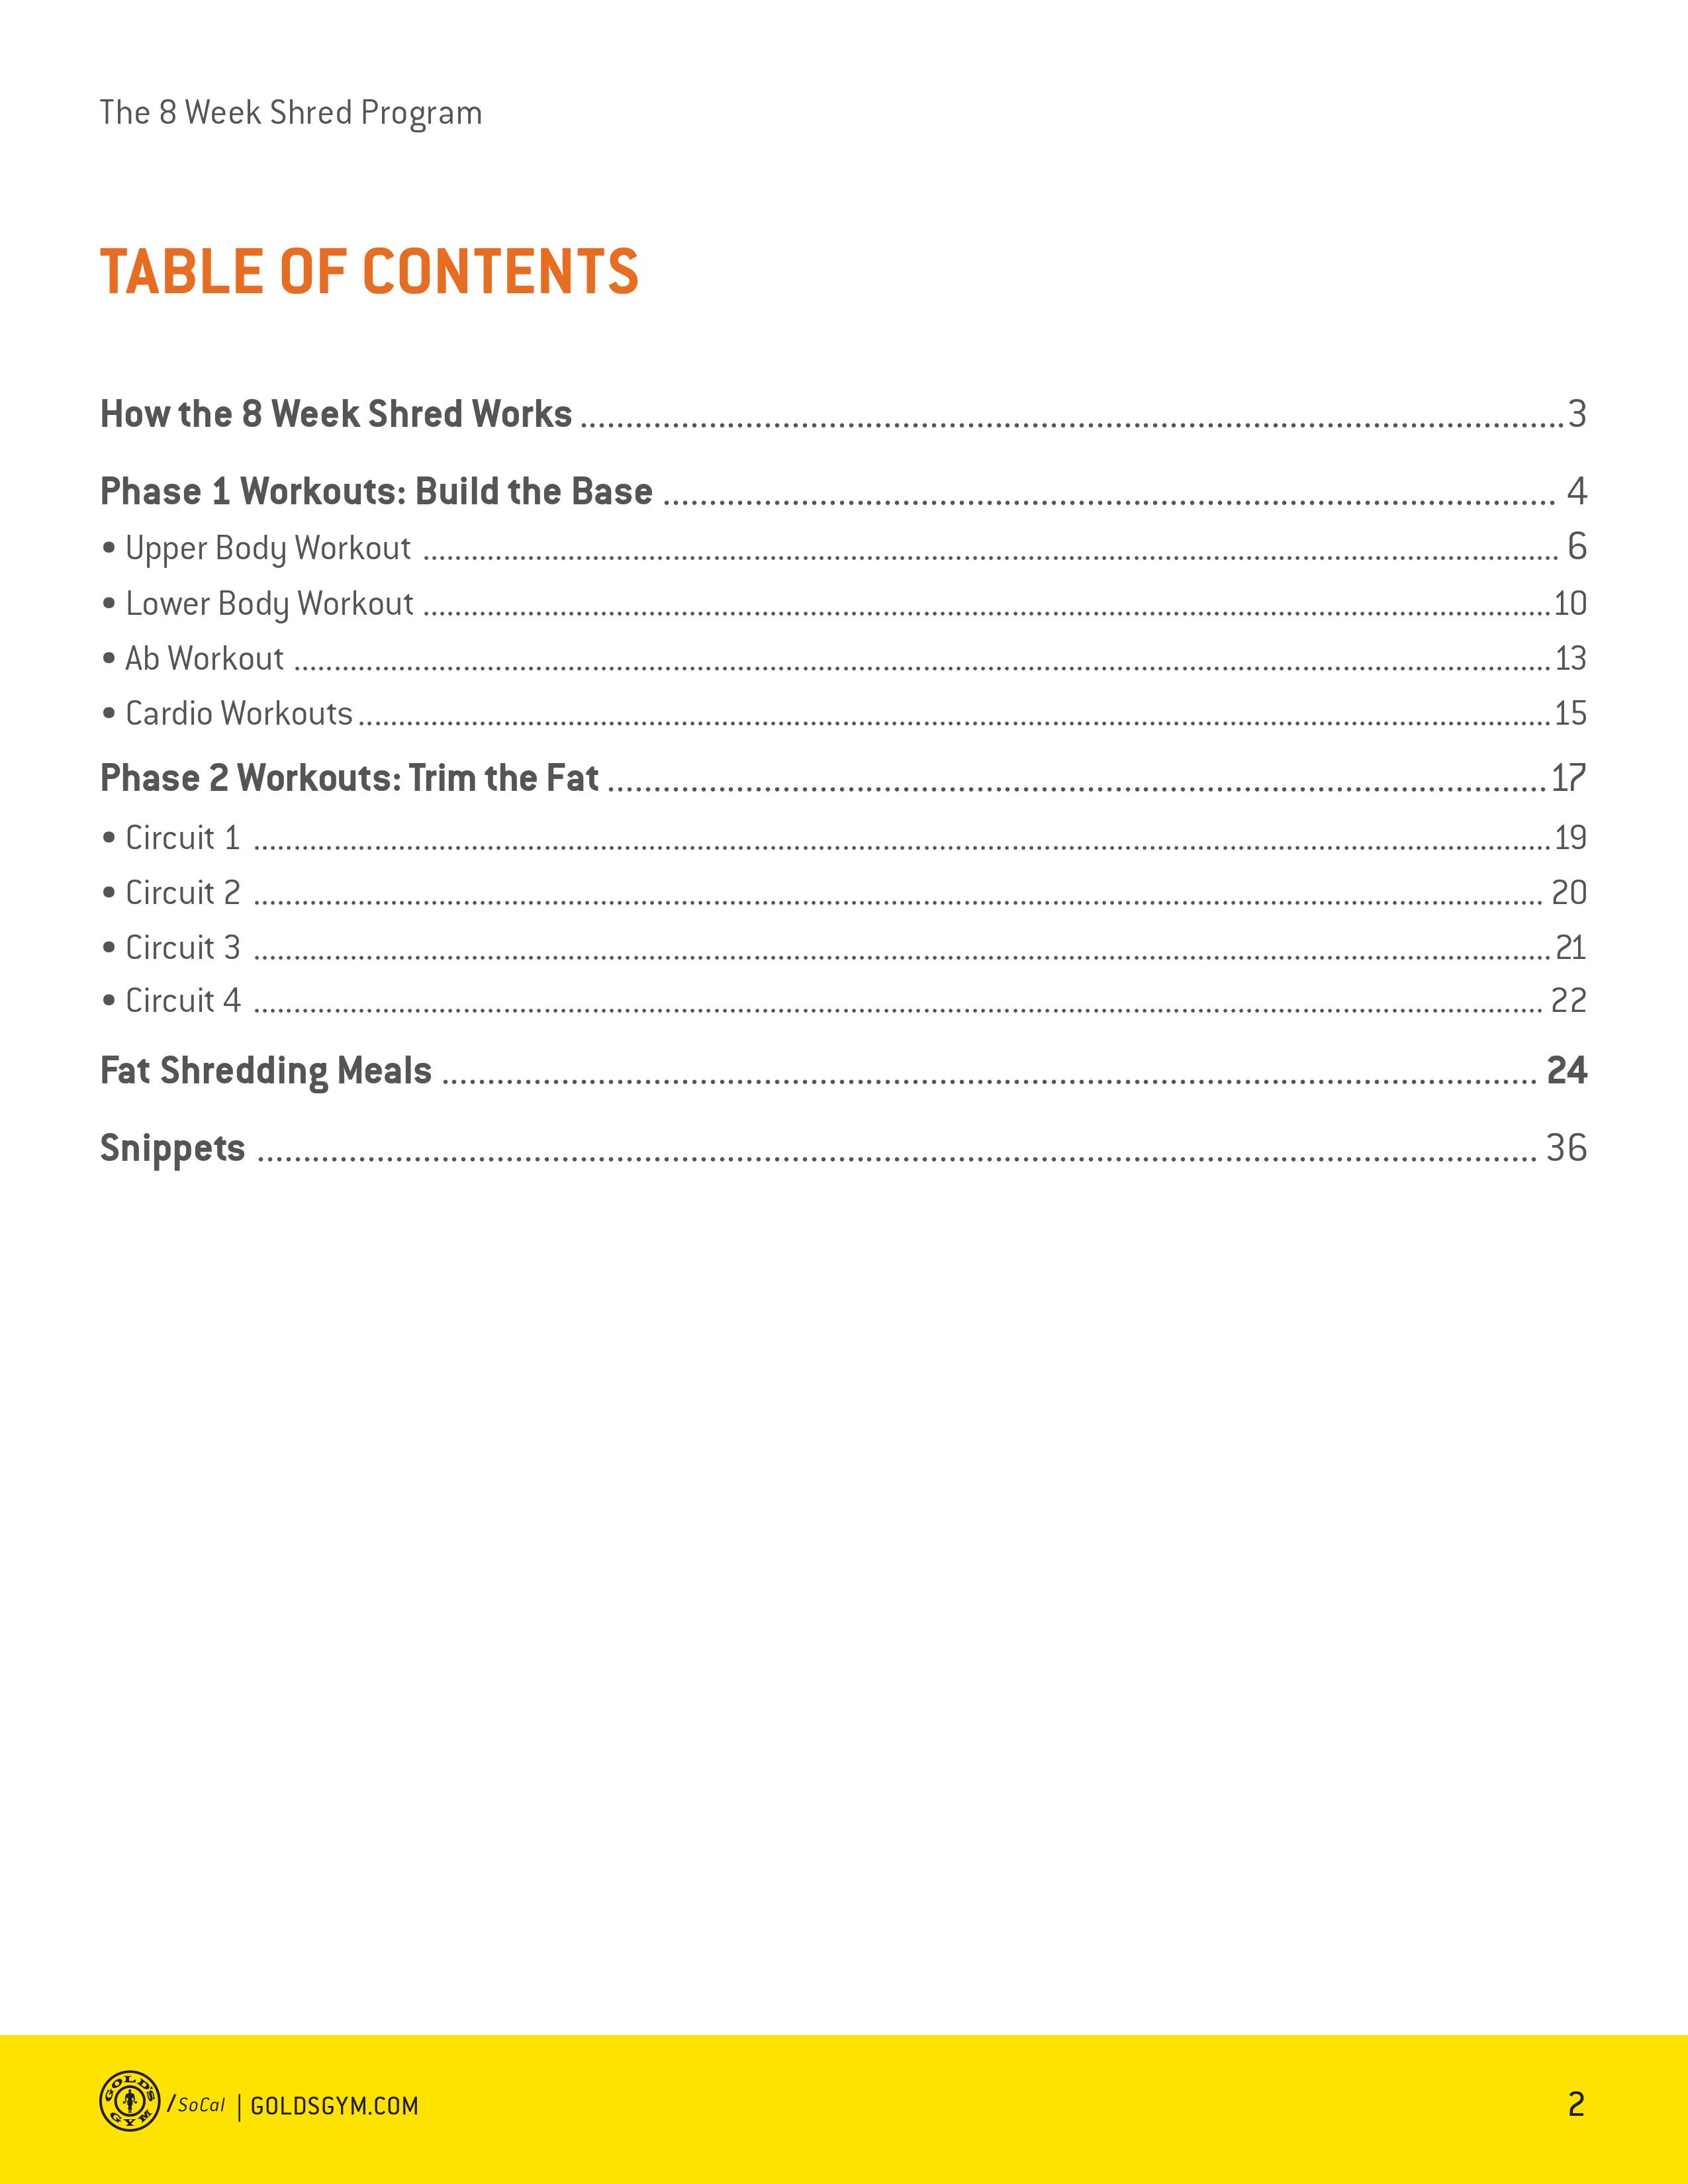 The 8 Week Shred Program
TABLE OF CONTENTS
How the 8 Week Shred Works ........ 3
Phase 1 Workouts: Build the Base ........ 4
• Upper Body Workout ........ 6
• Lower Body Workout ........ 10
• Ab Workout ........ 13
• Cardio Workouts ........ 15
Phase 2 Workouts: Trim the Fat ........ 17
• Circuit 1 ........ 19
• Circuit 2 ........ 20
• Circuit 3 ........ 21
• Circuit 4 ........ 22
Fat Shredding Meals ........ 24
Snippets ........ 36
GOLD'S GYM /SoCal | GOLDSGYM.COM 2